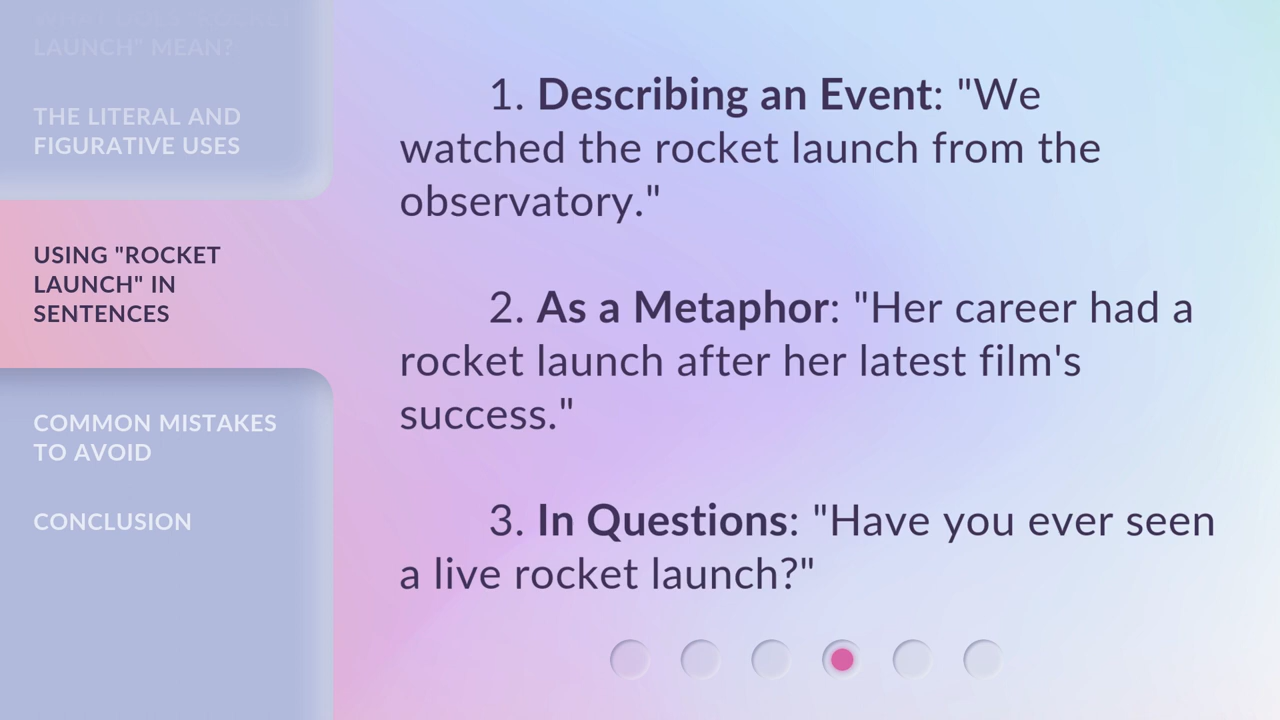 LAUNCH" MEAN?
THE LITERAL AND
FIGURATIVE USES
USING "ROCKET
LAUNCH" IN
SENTENCES
COMMON MISTAKES
TO AVOID
CONCLUSION
1. Describing an Event: "We
watched the rocket launch from the
observatory."
2. As a Metaphor: "Her career had a
rocket launch after her latest film's
success."
3. In Questions: "Have you ever seen
a live rocket launch?"